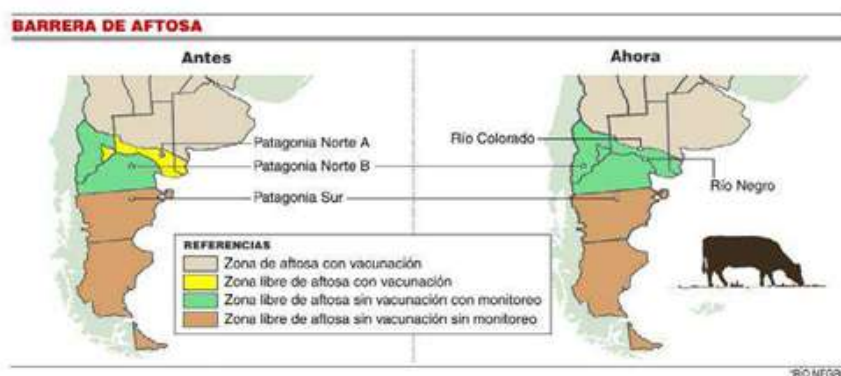 BARRERA DE AFTOSA
Antes
Ahora
Patagonia Norte A
Patagonia Norte B
Patagonia Sur
Río Colorado
Río Negro
REFERENCIAS
Zona de aftosa con vacunación
Zona libre de aftosa con vacunación
Zona libre de aftosa sin vacunación con monitoreo
Zona libre de aftosa sin vacunación sin monitoreo